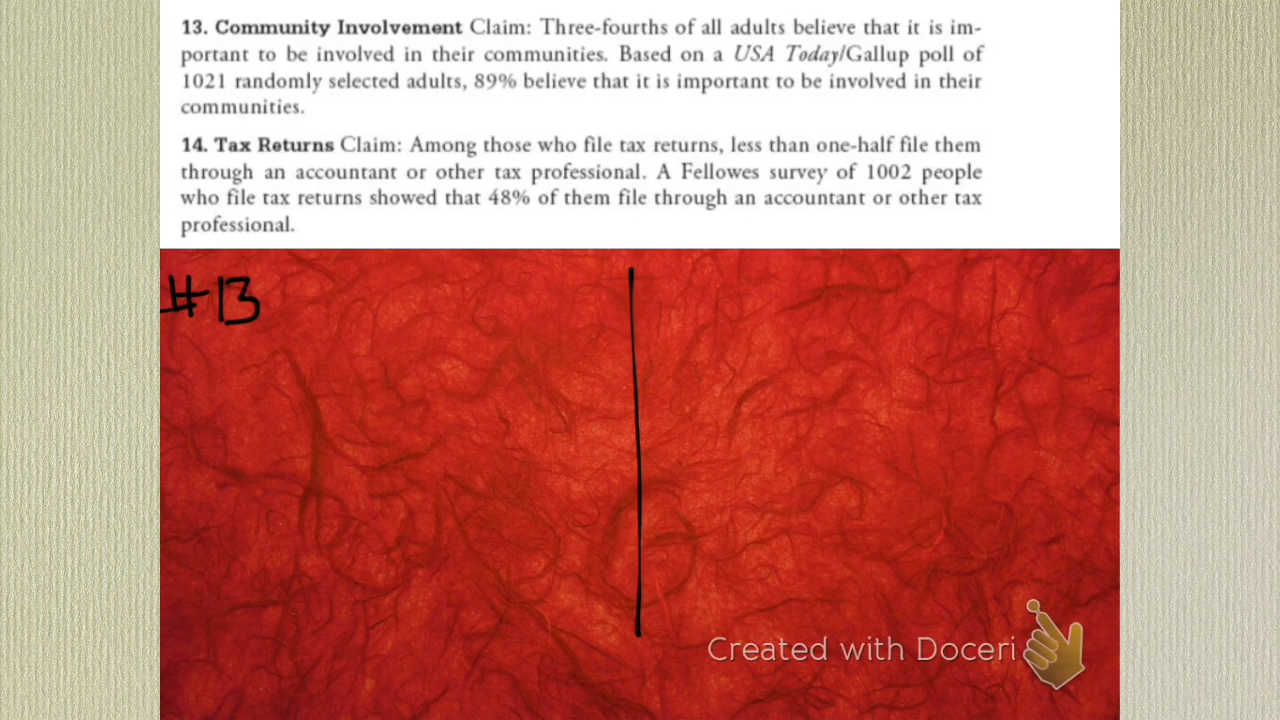 13. Community Involvement Claim: Three-fourths of all adults believe that it is im-
portant to be involved in their communities. Based on a USA Today/Gallup poll of
1021 randomly selected adults, 89% believe that it is important to be involved in their
communities.
14. Tax Returns Claim: Among those who file tax returns, less than one-half file them
through an accountant or other tax professional. A Fellowes survey of 1002 people
who file tax returns showed that 48% of them file through an accountant or other tax
professional.
#13
Created with Doceri